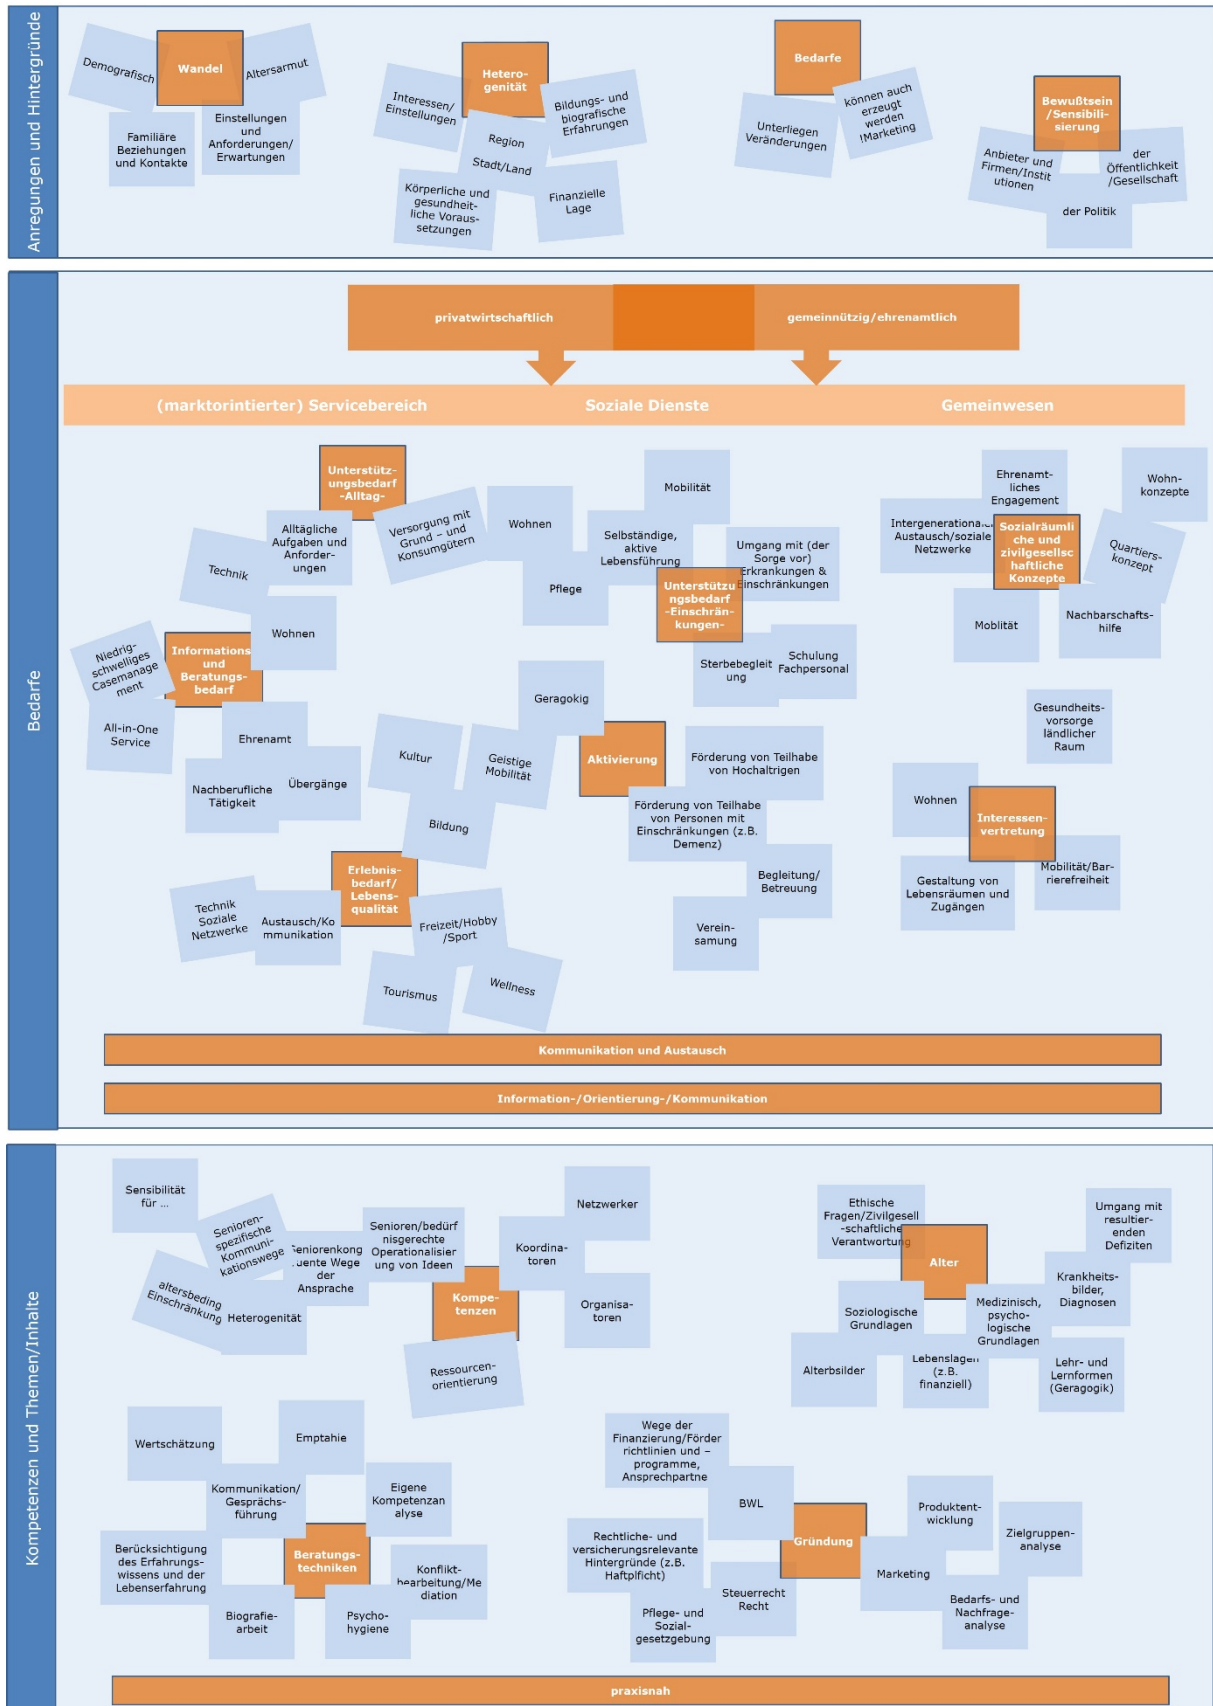 Anregungen und Hintergründe
Demografisch
Wandel
Altersarmut
Familiäre
Beziehungen
und Kontakte
Einstellungen
und
Anforderungen/
Erwartungen
Hetero-
genität
Interessen/
Einstellungen
Bildungs- und
biografische
Erfahrungen
Region
Stadt/Land
Körperliche und
gesundheit-
liche Voraus-
setzungen
Finanzielle
Lage
Bedarfe
Unterliegen
Veränderungen
können auch
erzeugt
werden
!Marketing
Bewußtsein
/Sensibili-
sierung
Anbieter und
Firmen/Instit
utionen
der
Öffentlichkeit
/Gesellschaft
der Politik
Bedarfe
privatwirtschaftlich
gemeinnützig/ehrenamtlich
(marktorintierter) Servicebereich
Soziale Dienste
Gemeinwesen
Unterstütz-
ungsbedarf
-Alltag-
Alltägliche
Aufgaben und
Anforder-
ungen
Versorgung mit
Grund – und
Konsumgütern
Technik
Wohnen
Informations
und
Beratungs-
bedarf
Niedrig-
schwelliges
Casemanage
ment
All-in-One
Service
Ehrenamt
Nachberufliche
Tätigkeit
Übergänge
Wohnen
Mobilität
Selbständige,
aktive
Lebensführung
Umgang mit (der
Sorge vor)
Erkrankungen &
Einschränkungen
Pflege
Unterstützu
ngsbedarf
-Einschrän-
kungen-
Sterbebegleit
ung
Schulung
Fachpersonal
Geragokig
Aktivierung
Kultur
Geistige
Mobilität
Bildung
Förderung von Teilhabe
von Hochaltrigen
Förderung von Teilhabe
von Personen mit
Einschränkungen (z.B.
Demenz)
Begleitung/
Betreuung
Verein-
samung
Erlebnis-
bedarf/
Lebens-
qualität
Technik
Soziale
Netzwerke
Austausch/Ko
mmunikation
Freizeit/Hobby
/Sport
Tourismus
Wellness
Ehrenamt-
liches
Engagement
Wohn-
konzepte
Intergenerationaler
Austausch/soziale
Netzwerke
Sozialräumli
che und
zivilgesellsc
haftliche
Konzepte
Quartiers-
konzept
Moblität
Nachbarschafts-
hilfe
Gesundheits-
vorsorge
ländlicher
Raum
Wohnen
Interessen-
vertretung
Gestaltung von
Lebensräumen und
Zugängen
Mobilität/Bar-
rierefreiheit
Kommunikation und Austausch
Information-/Orientierung-/Kommunikation
Kompetenzen und Themen/Inhalte
Sensibilität
für ...
Senioren-
spezifische
Kommuni-
kationswege
Seniorenkong
ruente Wege
der
Ansprache
Senioren/bedürf
nisgerechte
Operationalisier
ung von Ideen
altersbeding
Einschränkung
Heterogenität
Kompe-
tenzen
Koordina-
toren
Netzwerker
Organisa-
toren
Ressourcen-
orientierung
Ethische
Fragen/Zivilgesell
-schaftliche
Verantwortung
Alter
Umgang mit
resultier-
enden
Defiziten
Krankheits-
bilder,
Diagnosen
Soziologische
Grundlagen
Medizinisch,
psycho-
logische
Grundlagen
Alterbsilder
Lebenslagen
(z.B.
finanziell)
Lehr- und
Lernformen
(Geragogik)
Wertschätzung
Emptahie
Kommunikation/
Gesprächs-
führung
Eigene
Kompetenzan
alyse
Berücksichtigung
des Erfahrungs-
wissens und der
Lebenserfahrung
Beratungs-
techniken
Konflikt-
bearbeitung/Me
diation
Biografie-
arbeit
Psycho-
hygiene
Wege der
Finanzierung/Förder
richtlinien und –
programme,
Ansprechpartne
BWL
Gründung
Rechtliche- und
versicherungsrelevante
Hintergründe (z.B.
Haftplficht)
Pflege- und
Sozial-
gesetzgebung
Steuerrecht
Recht
Produktent-
wicklung
Marketing
Zielgruppen-
analyse
Bedarfs- und
Nachfrage-
analyse
praxisnah